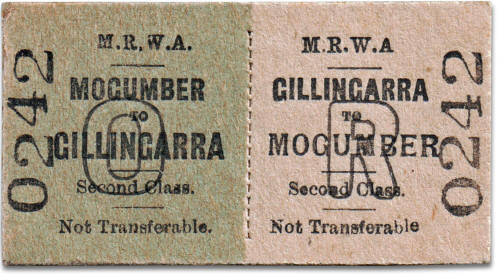 0242
M.R.W.A.
MOGUMBER
TO
GILLINGARRA
O
Second Class.
Not Transferable.
M.R.W.A
GILLINGARRA
TO
MOGUMBER
R
Second Class.
Not Transferable.
0242